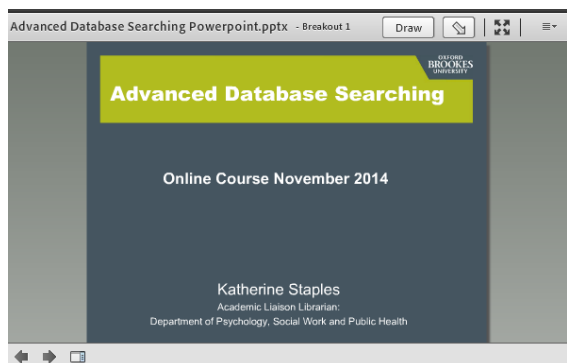 Advanced Database Searching Powerpoint.pptx - Breakout 1 Draw
OXFORD
BROOKES
UNIVERSITY
Advanced Database Searching
Online Course November 2014
Katherine Staples
Academic Liaison Librarian:
Department of Psychology, Social Work and Public Health